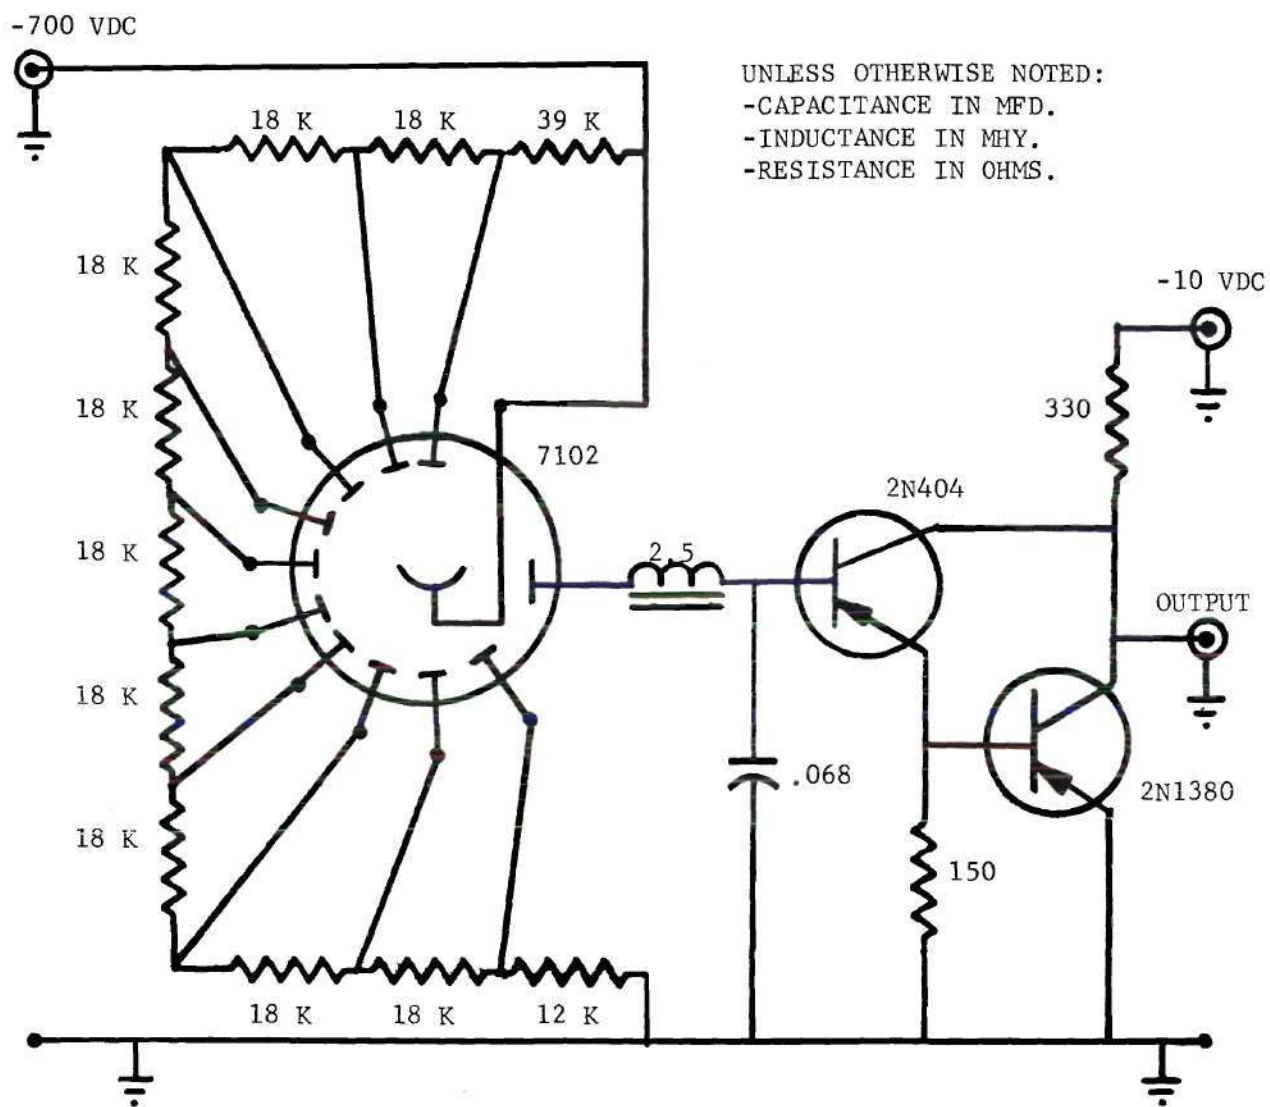 -700 VDC
UNLESS OTHERWISE NOTED:
-CAPACITANCE IN MFD.
-INDUCTANCE IN MHY.
-RESISTANCE IN OHMS.
18 K
18 K
39 K
18 K
-10 VDC
18 K
330
7102
2N404
18 K
2.5
OUTPUT
18 K
.068
2N1380
18 K
150
18 K
18 K
12 K